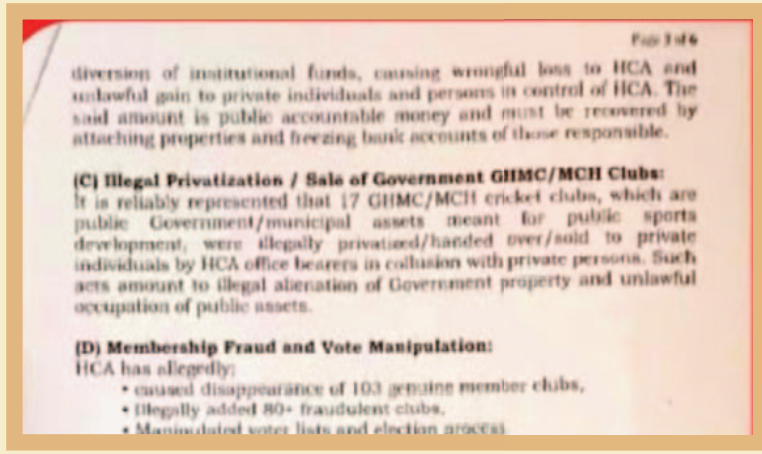 Page 3 of 6
diversion of institutional funds, causing wrongful loss to HCA and
unlawful gain to private individuals and persons in control of HCA. The
said amount is public accountable money and must be recovered by
attaching properties and freezing bank accounts of those responsible.
(C) Illegal Privatization / Sale of Government GHMC/MCH Clubs:
It is reliably represented that 17 GHMC/MCH cricket clubs, which are
public Government/municipal assets meant for public sports
development, were illegally privatized/handed over/sold to private
individuals by HCA office bearers in collusion with private persons. Such
acts amount to illegal alienation of Government property and unlawful
occupation of public assets.
(D) Membership Fraud and Vote Manipulation:
HCA has allegedly:
• caused disappearance of 103 genuine member clubs,
• Illegally added 80+ fraudulent clubs,
• Manipulated voter lists and election process